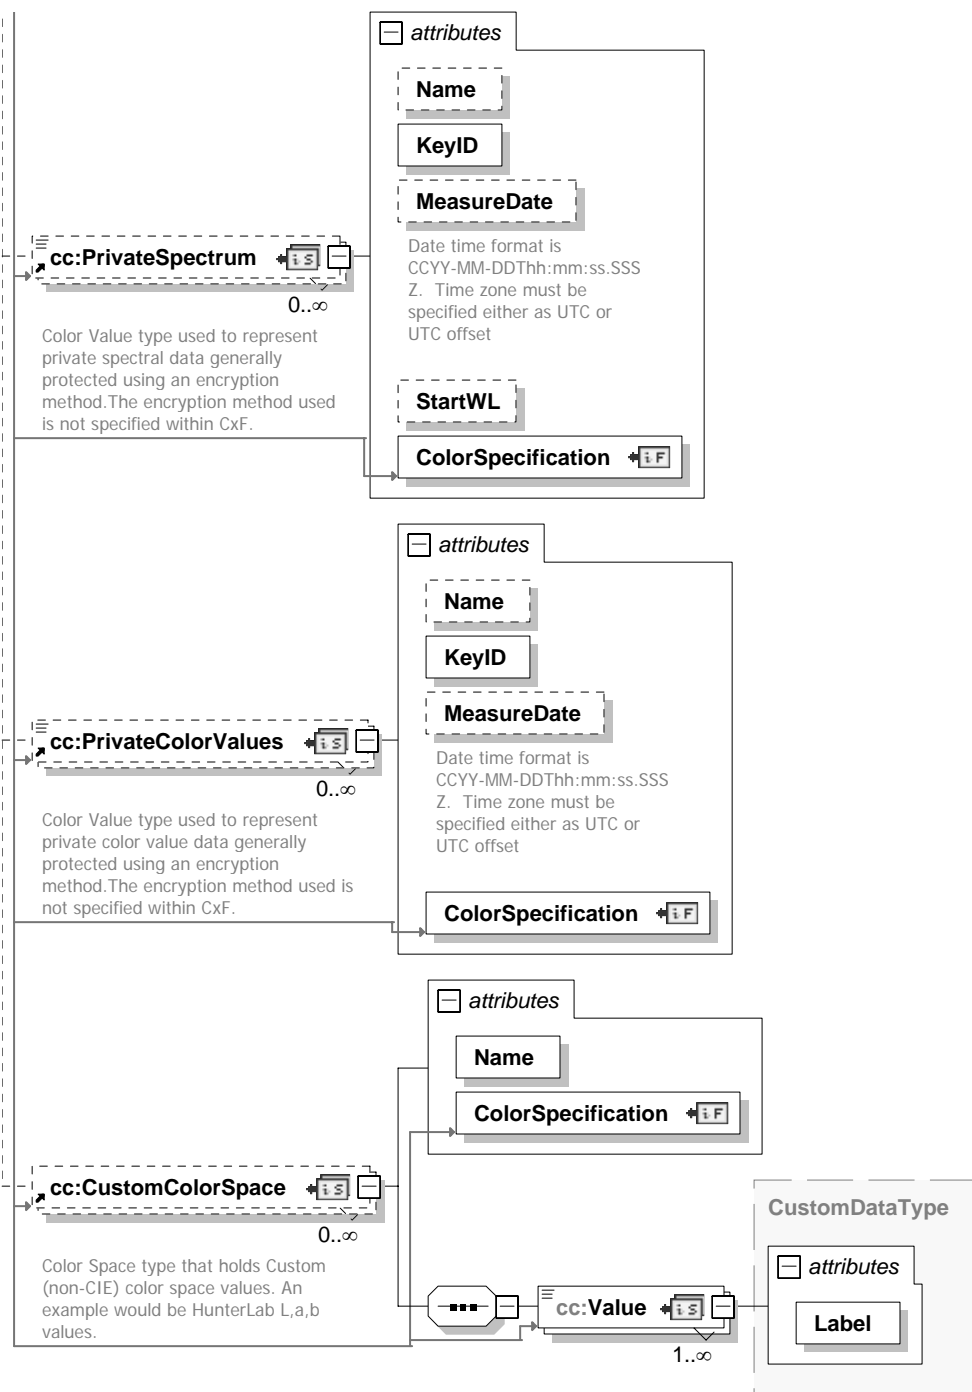 attributes
Name
KeyID
MeasureDate
Date time format is
CCYY-MM-DDThh:mm:ss.SSS
Z.  Time zone must be
specified either as UTC or
UTC offset
StartWL
ColorSpecification
cc:PrivateSpectrum
0..∞
Color Value type used to represent
private spectral data generally
protected using an encryption
method.The encryption method used
is not specified within CxF.
attributes
Name
KeyID
MeasureDate
Date time format is
CCYY-MM-DDThh:mm:ss.SSS
Z.  Time zone must be
specified either as UTC or
UTC offset
ColorSpecification
cc:PrivateColorValues
0..∞
Color Value type used to represent
private color value data generally
protected using an encryption
method.The encryption method used is
not specified within CxF.
attributes
Name
ColorSpecification
cc:CustomColorSpace
0..∞
Color Space type that holds Custom
(non-CIE) color space values. An
example would be HunterLab L,a,b
values.
cc:Value
1..∞
CustomDataType
attributes
Label